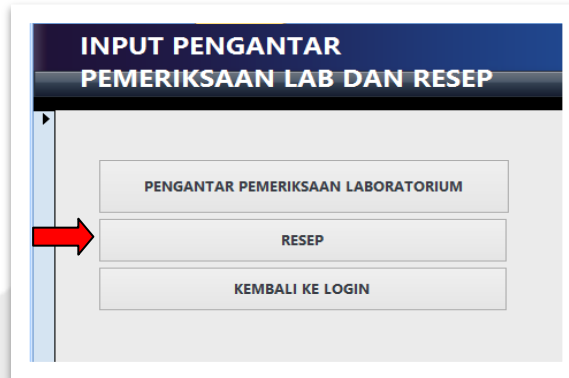 INPUT PENGANTAR
PEMERIKSAAN LAB DAN RESEP
PENGANTAR PEMERIKSAAN LABORATORIUM
RESEP
KEMBALI KE LOGIN